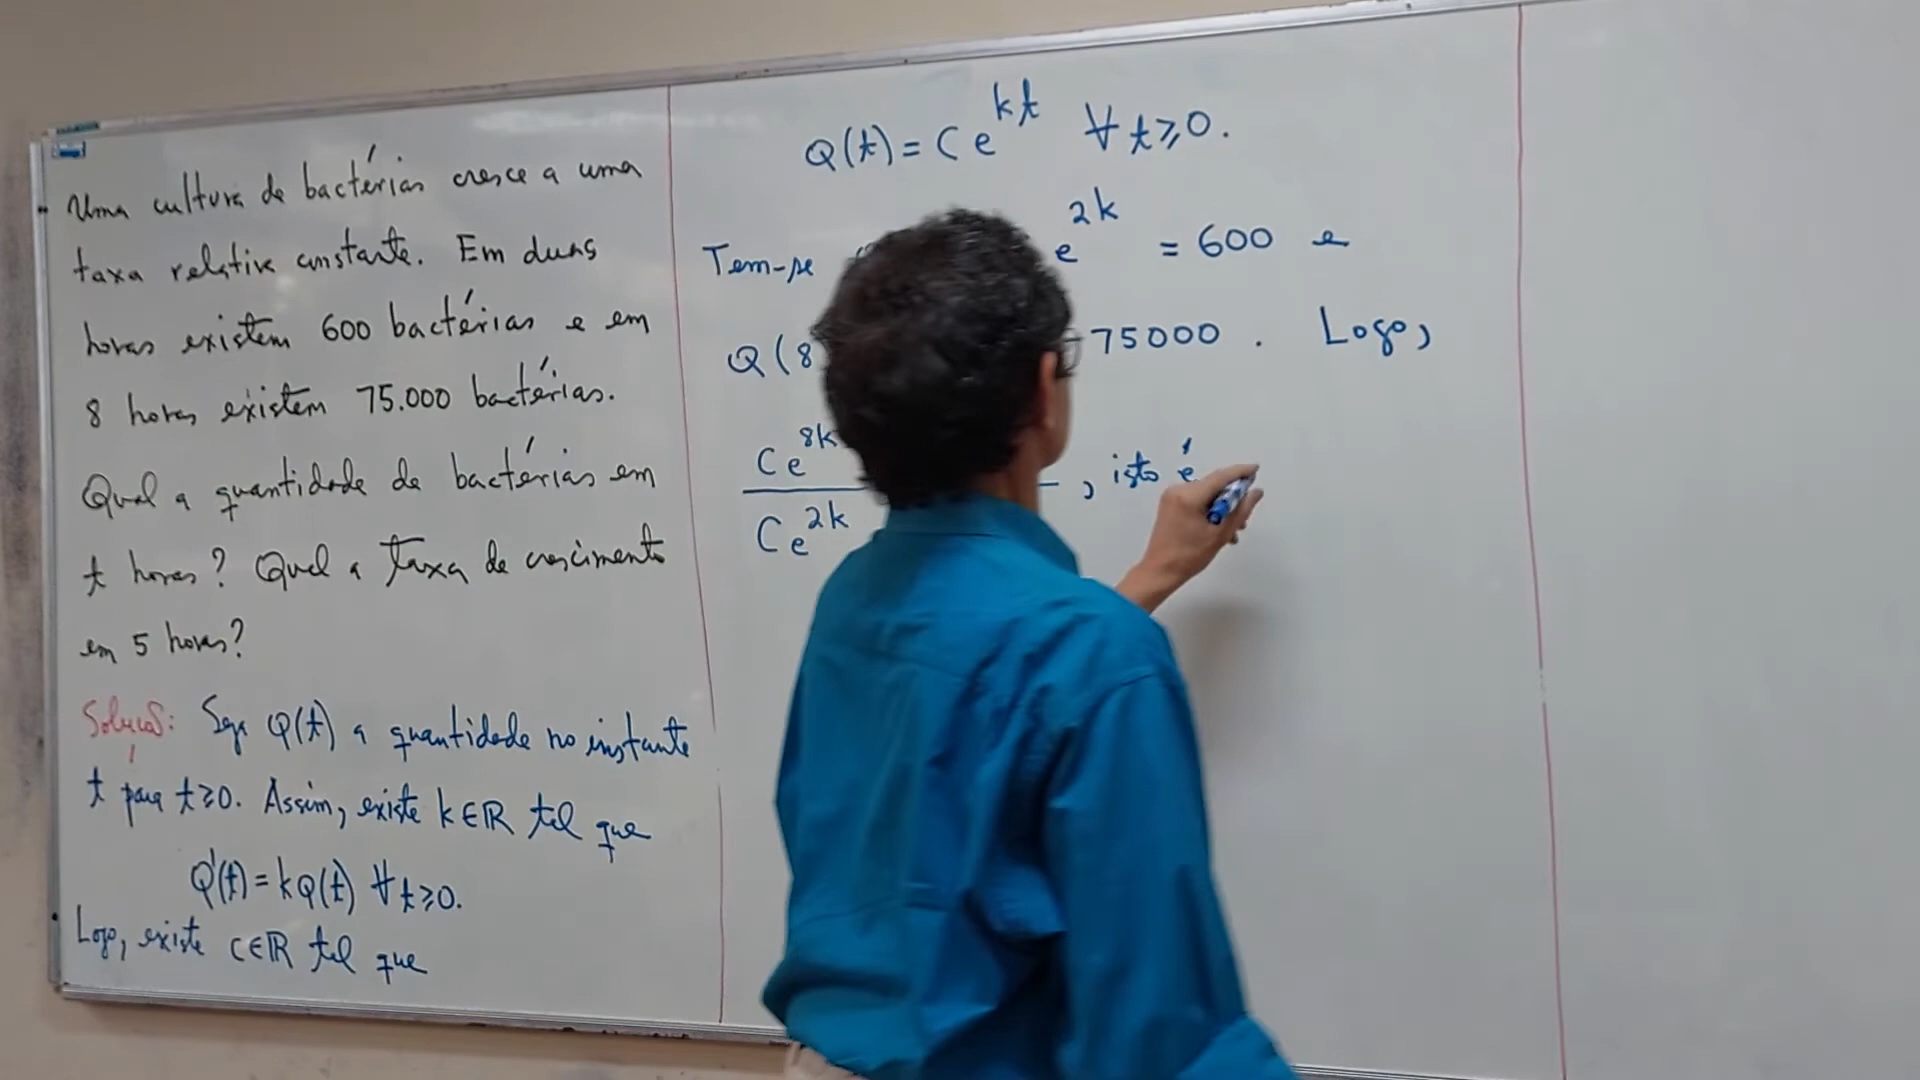 Uma cultura de bactérias cresce a uma
taxa relativa constante. Em duas
horas existem 600 bactérias e em
8 horas existem 75.000 bactérias.
Qual a quantidade de bactérias em
t horas? Qual a taxa de crescimento
em 5 horas?
Solução: Seja Q(t) a quantidade no instante
t para t≥0. Assim, existe k∈ℝ tal que
Q'(t) = kQ(t) ∀ t≥0.
Logo, existe C∈ℝ tal que
Q(t) = C e^{kt} ∀ t≥0.
Tem-se e^{2k} = 600 e
Q(8 75000 . Logo,
Ce^{8k}
, isto é
Ce^{2k}